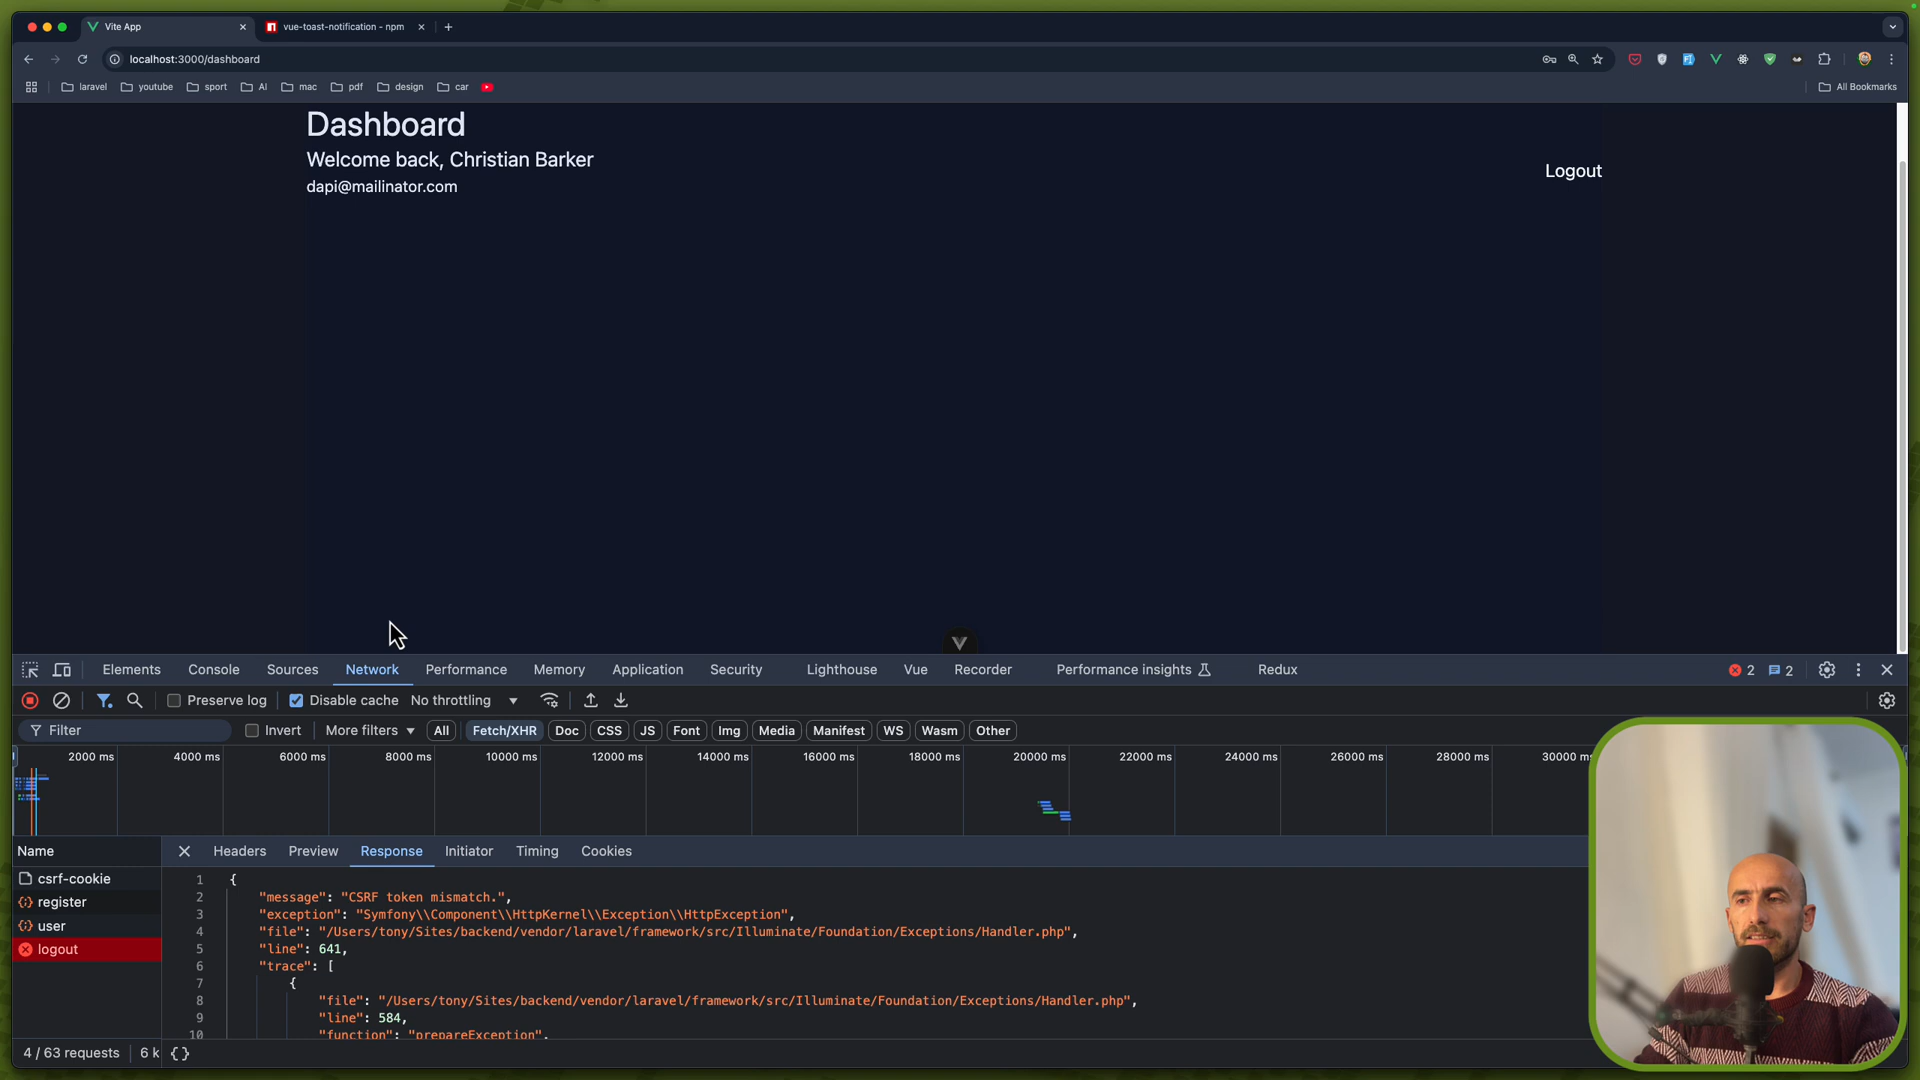 Vite App
vue-toast-notification - npm
localhost:3000/dashboard
laravel
youtube
sport
AI
mac
pdf
design
car
All Bookmarks
Dashboard
Welcome back, Christian Barker
dapi@mailinator.com
Logout
Elements
Console
Sources
Network
Performance
Memory
Application
Security
Lighthouse
Vue
Recorder
Performance insights
Redux
2
2
Preserve log
Disable cache
No throttling
Filter
Invert
More filters
All
Fetch/XHR
Doc
CSS
JS
Font
Img
Media
Manifest
WS
Wasm
Other
2000 ms
4000 ms
6000 ms
8000 ms
10000 ms
12000 ms
14000 ms
16000 ms
18000 ms
20000 ms
22000 ms
24000 ms
26000 ms
28000 ms
30000 ms
Name
Headers
Preview
Response
Initiator
Timing
Cookies
csrf-cookie
register
user
logout
1 {
2 "message": "CSRF token mismatch.",
3 "exception": "Symfony\\Component\\HttpKernel\\Exception\\HttpException",
4 "file": "/Users/tony/Sites/backend/vendor/laravel/framework/src/Illuminate/Foundation/Exceptions/Handler.php",
5 "line": 641,
6 "trace": [
7 {
8 "file": "/Users/tony/Sites/backend/vendor/laravel/framework/src/Illuminate/Foundation/Exceptions/Handler.php",
9 "line": 584,
10 "function": "prepareException",
4 / 63 requests
6 k
{}